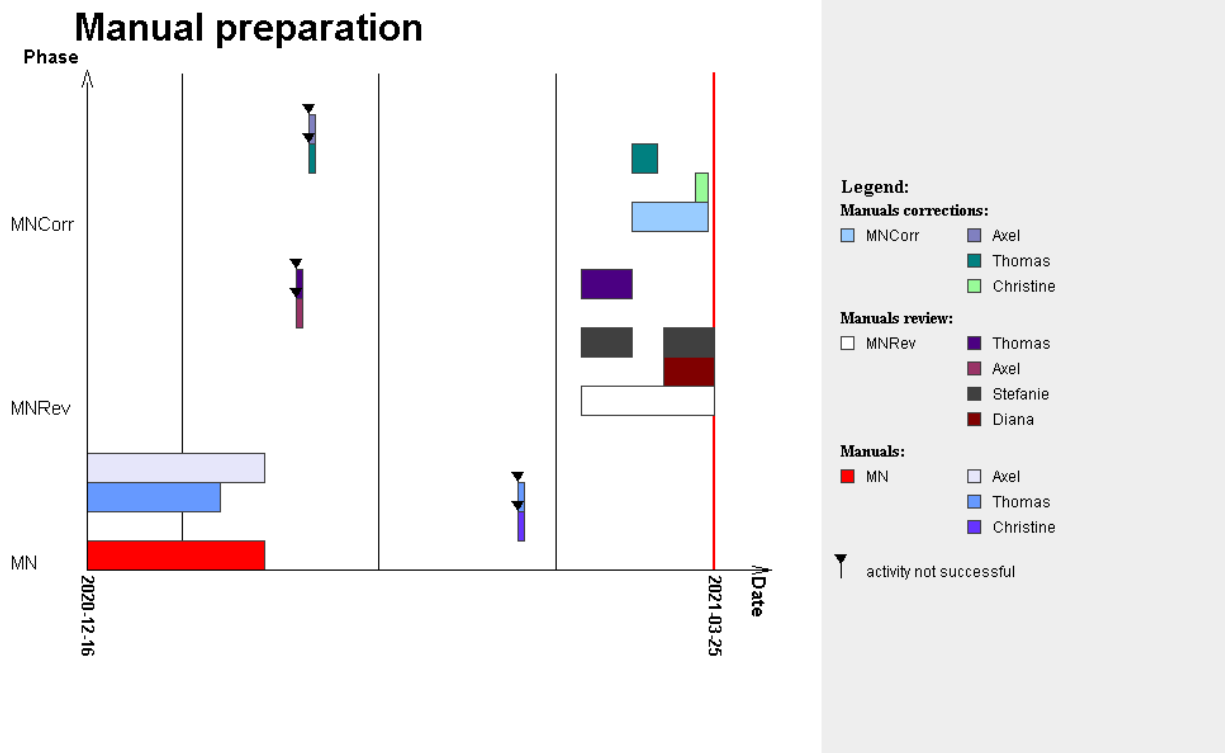 Manual preparation
Phase
MNCorr
MNRev
MN
2020-12-16
2021-03-25
Date
Legend:
Manuals corrections:
MNCorr Axel
Thomas
Christine
Manuals review:
MNRev Thomas
Axel
Stefanie
Diana
Manuals:
MN Axel
Thomas
Christine
activity not successful